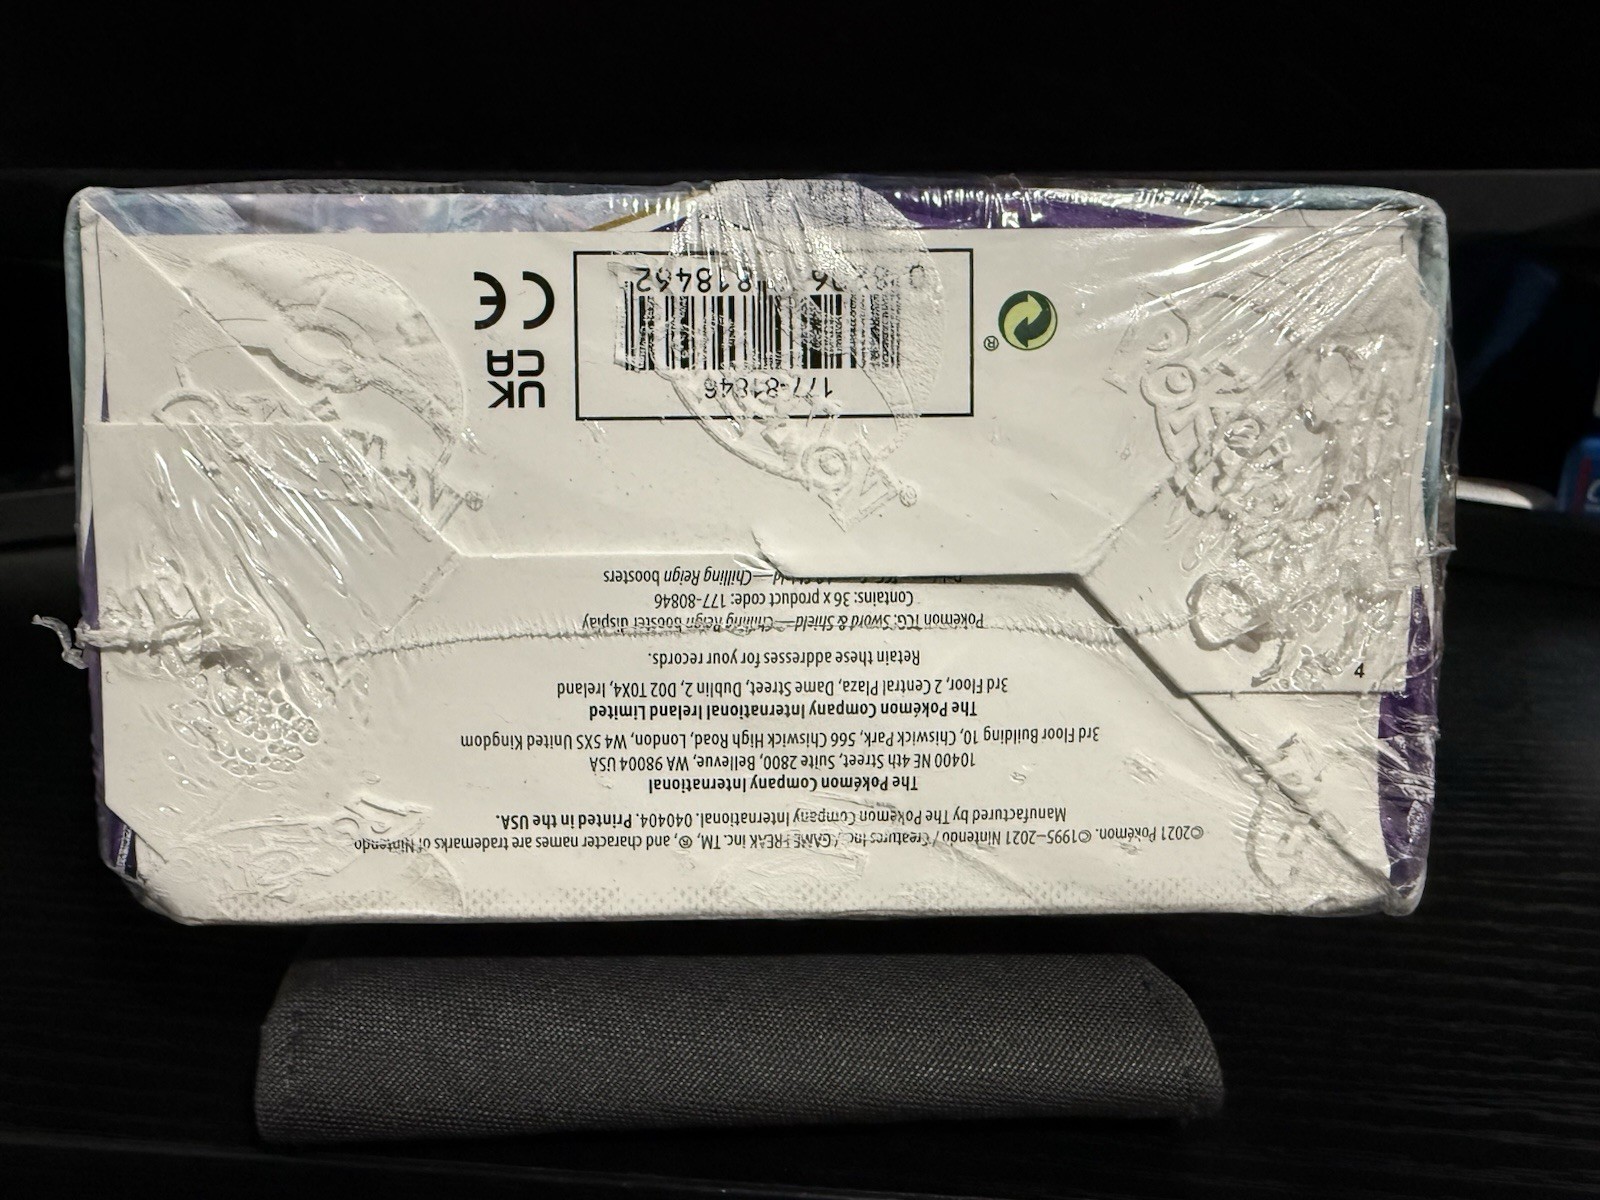 ©2021 Pokémon. ©1995–2021 Nintendo / Creatures Inc. / GAME FREAK inc. TM, ®, and character names are trademarks of Nintendo
Manufactured by The Pokémon Company International. 040404. Printed in the USA.
The Pokémon Company International
10400 NE 4th Street, Suite 2800, Bellevue, WA 98004 USA
3rd Floor Building 10, Chiswick Park, 566 Chiswick High Road, London, W4 5XS United Kingdom
The Pokémon Company International Ireland Limited
3rd Floor, 2 Central Plaza, Dame Street, Dublin 2, D02 T0X4, Ireland
Retain these addresses for your records.
4
Pokémon TCG: Sword & Shield—Chilling Reign booster display
Contains: 36 x product code: 177-80846
Shield—Chilling Reign boosters
177-81846
818462
®
UK
CA
CE